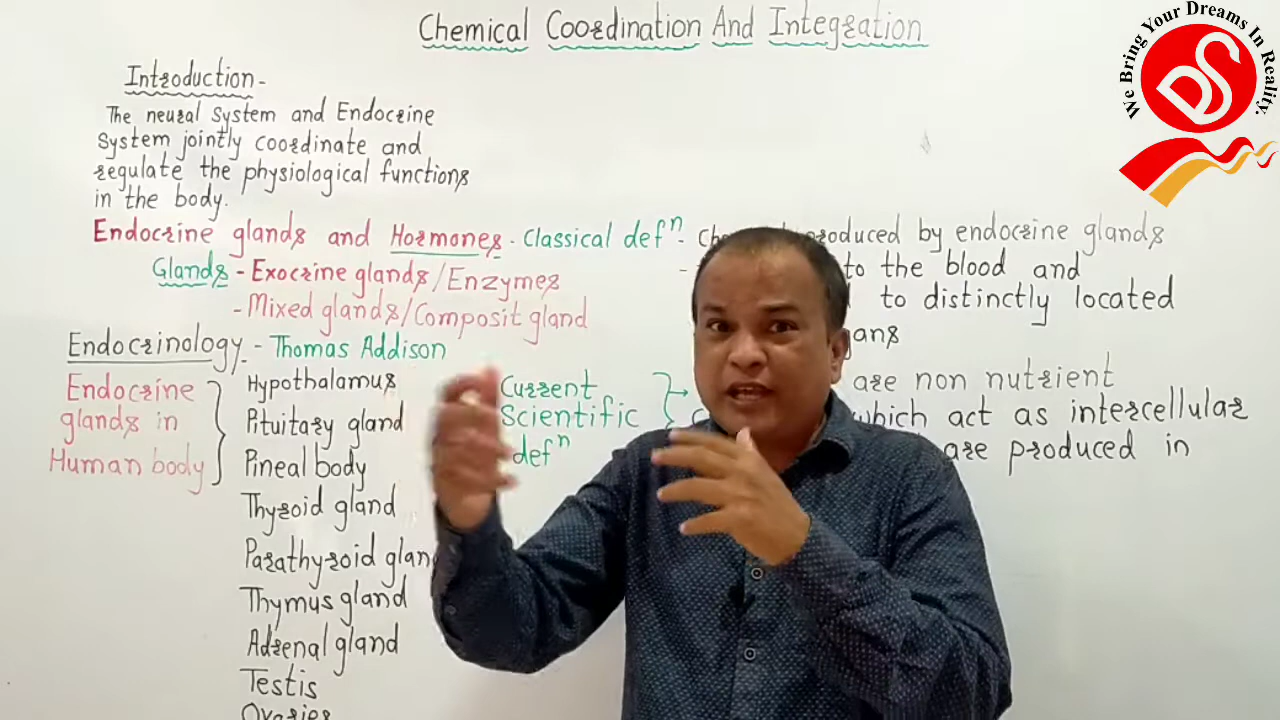 Chemical Coordination And Integration
We Bring Your Dreams In Reality.
DS
Introduction -
The neural System and Endocrine
System jointly coordinate and
regulate the physiological functions
in the body.
Endocrine glands and Hormones - Classical defⁿ - produced by endocrine glands
Glands - Exocrine glands/Enzymes
to the blood and
- Mixed glands/Composit gland
to distinctly located
Endocrinology - Thomas Addison
Endocrine
glands in
Human body
Hypothalamus
Pituitary gland
Pineal body
Thyroid gland
Parathyroid glan
Thymus gland
Adrenal gland
Testis
Ovaries
Current
Scientific
defⁿ
are non nutrient
which act as intercellular
are produced in